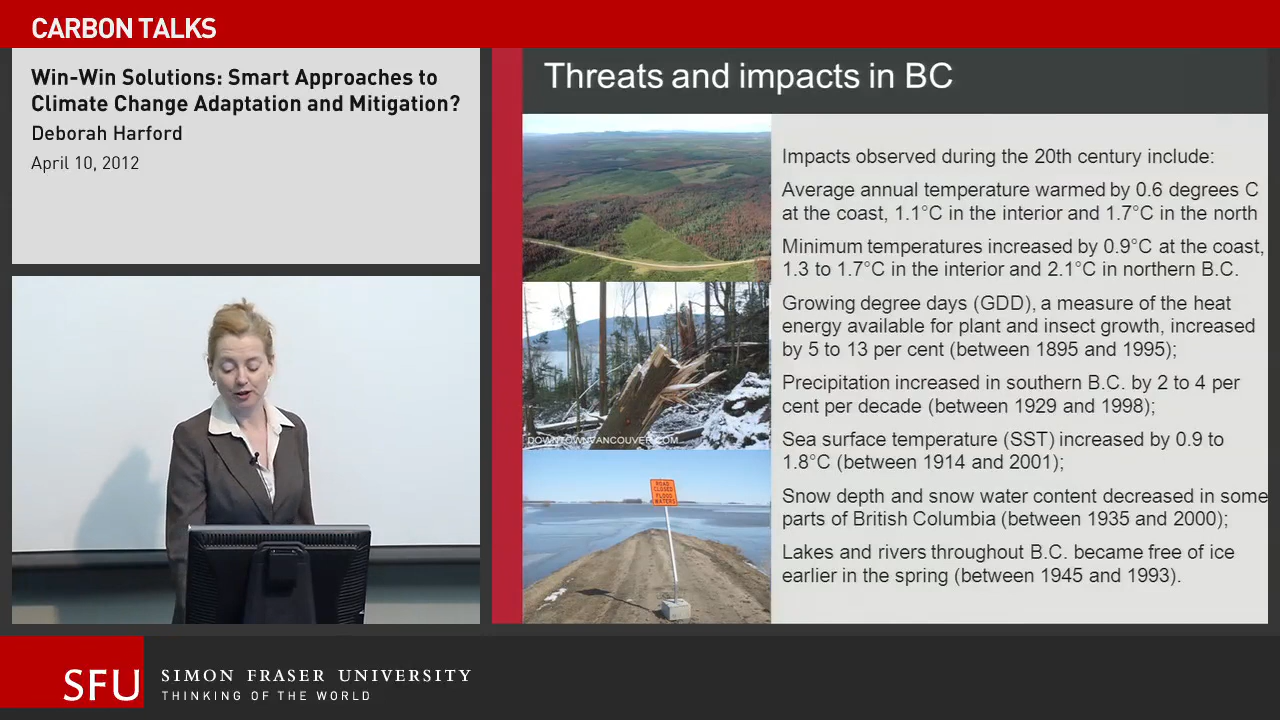 CARBON TALKS
Win-Win Solutions: Smart Approaches to
Climate Change Adaptation and Mitigation?
Deborah Harford
April 10, 2012
Threats and impacts in BC
Impacts observed during the 20th century include:
Average annual temperature warmed by 0.6 degrees C
at the coast, 1.1°C in the interior and 1.7°C in the north
Minimum temperatures increased by 0.9°C at the coast,
1.3 to 1.7°C in the interior and 2.1°C in northern B.C.
Growing degree days (GDD), a measure of the heat
energy available for plant and insect growth, increased
by 5 to 13 per cent (between 1895 and 1995);
Precipitation increased in southern B.C. by 2 to 4 per
cent per decade (between 1929 and 1998);
Sea surface temperature (SST) increased by 0.9 to
1.8°C (between 1914 and 2001);
Snow depth and snow water content decreased in some
parts of British Columbia (between 1935 and 2000);
Lakes and rivers throughout B.C. became free of ice
earlier in the spring (between 1945 and 1993).
DOWNTOWNVANCOUVER.COM
ROAD
CLOSED
FLOOD
WATERS
SFU
SIMON FRASER UNIVERSITY
THINKING OF THE WORLD